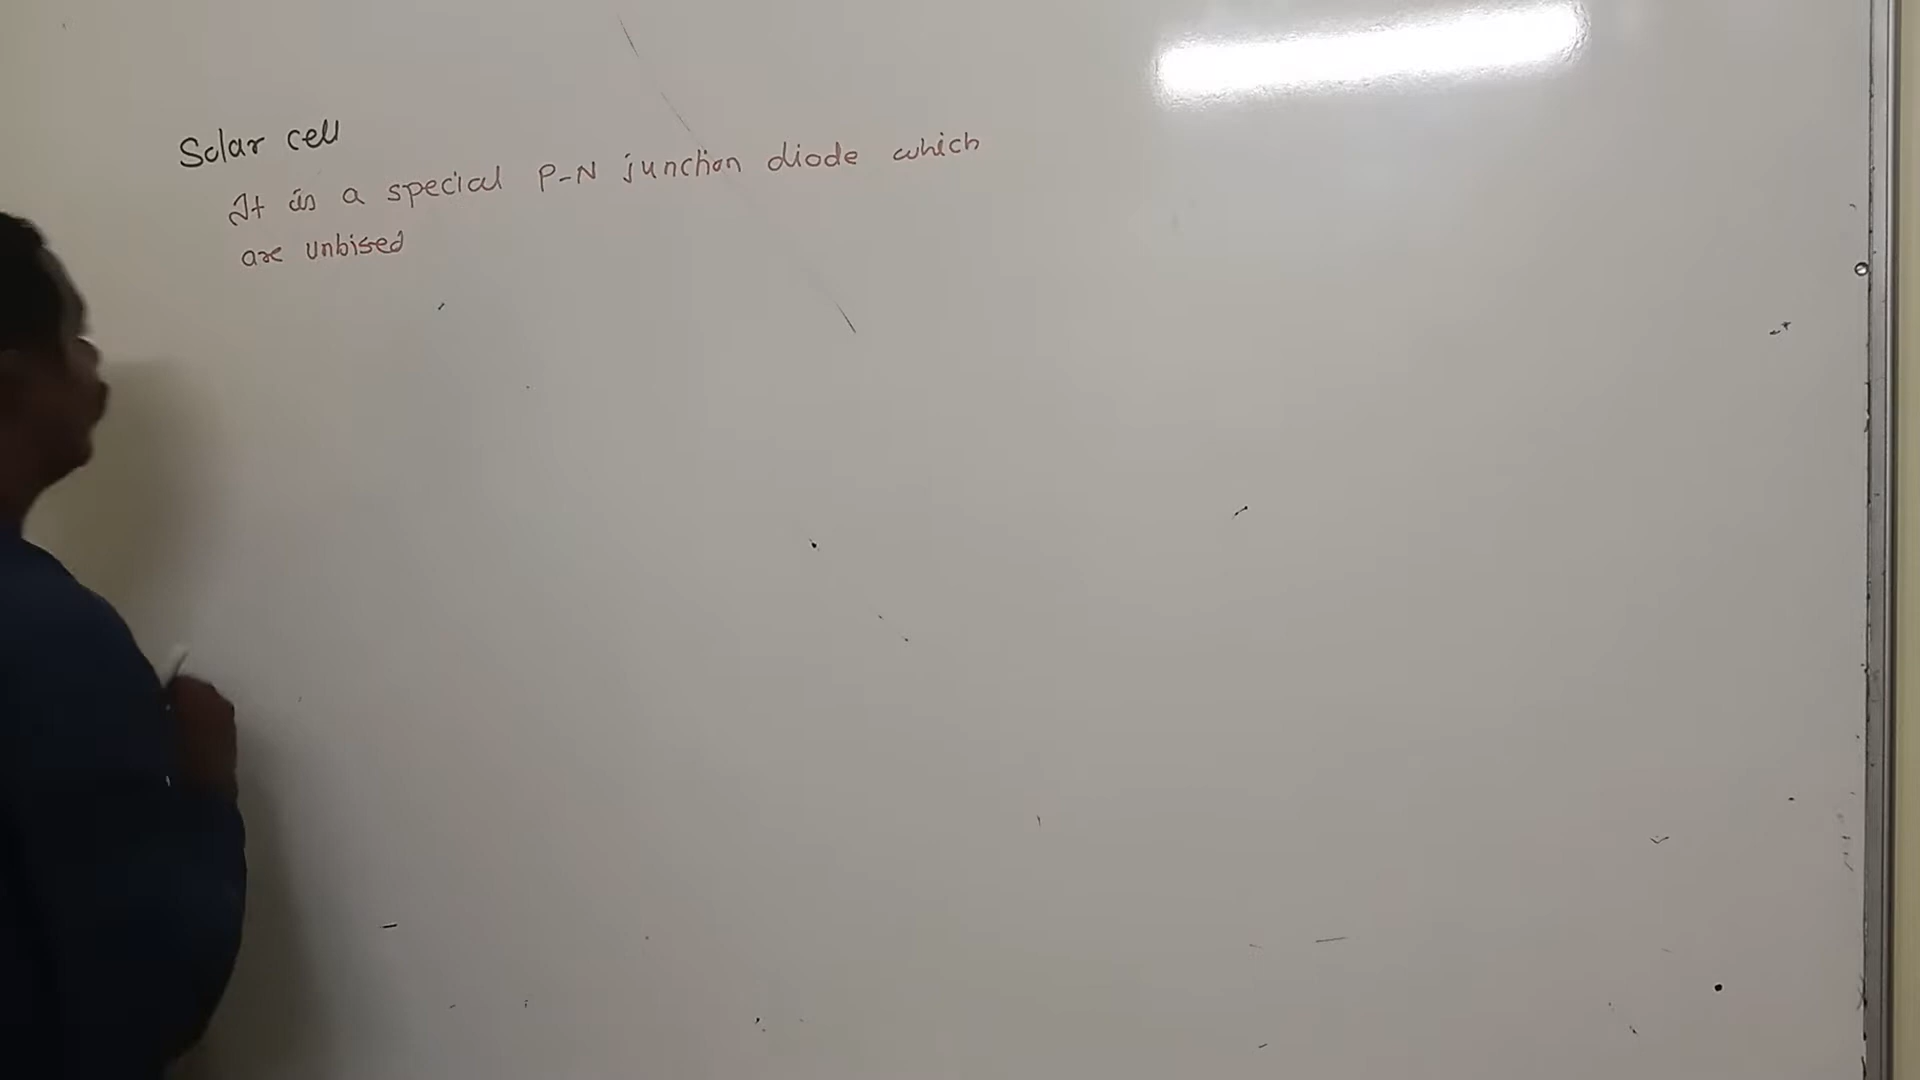 Solar cell
It is a special P-N junction diode which
are unbised